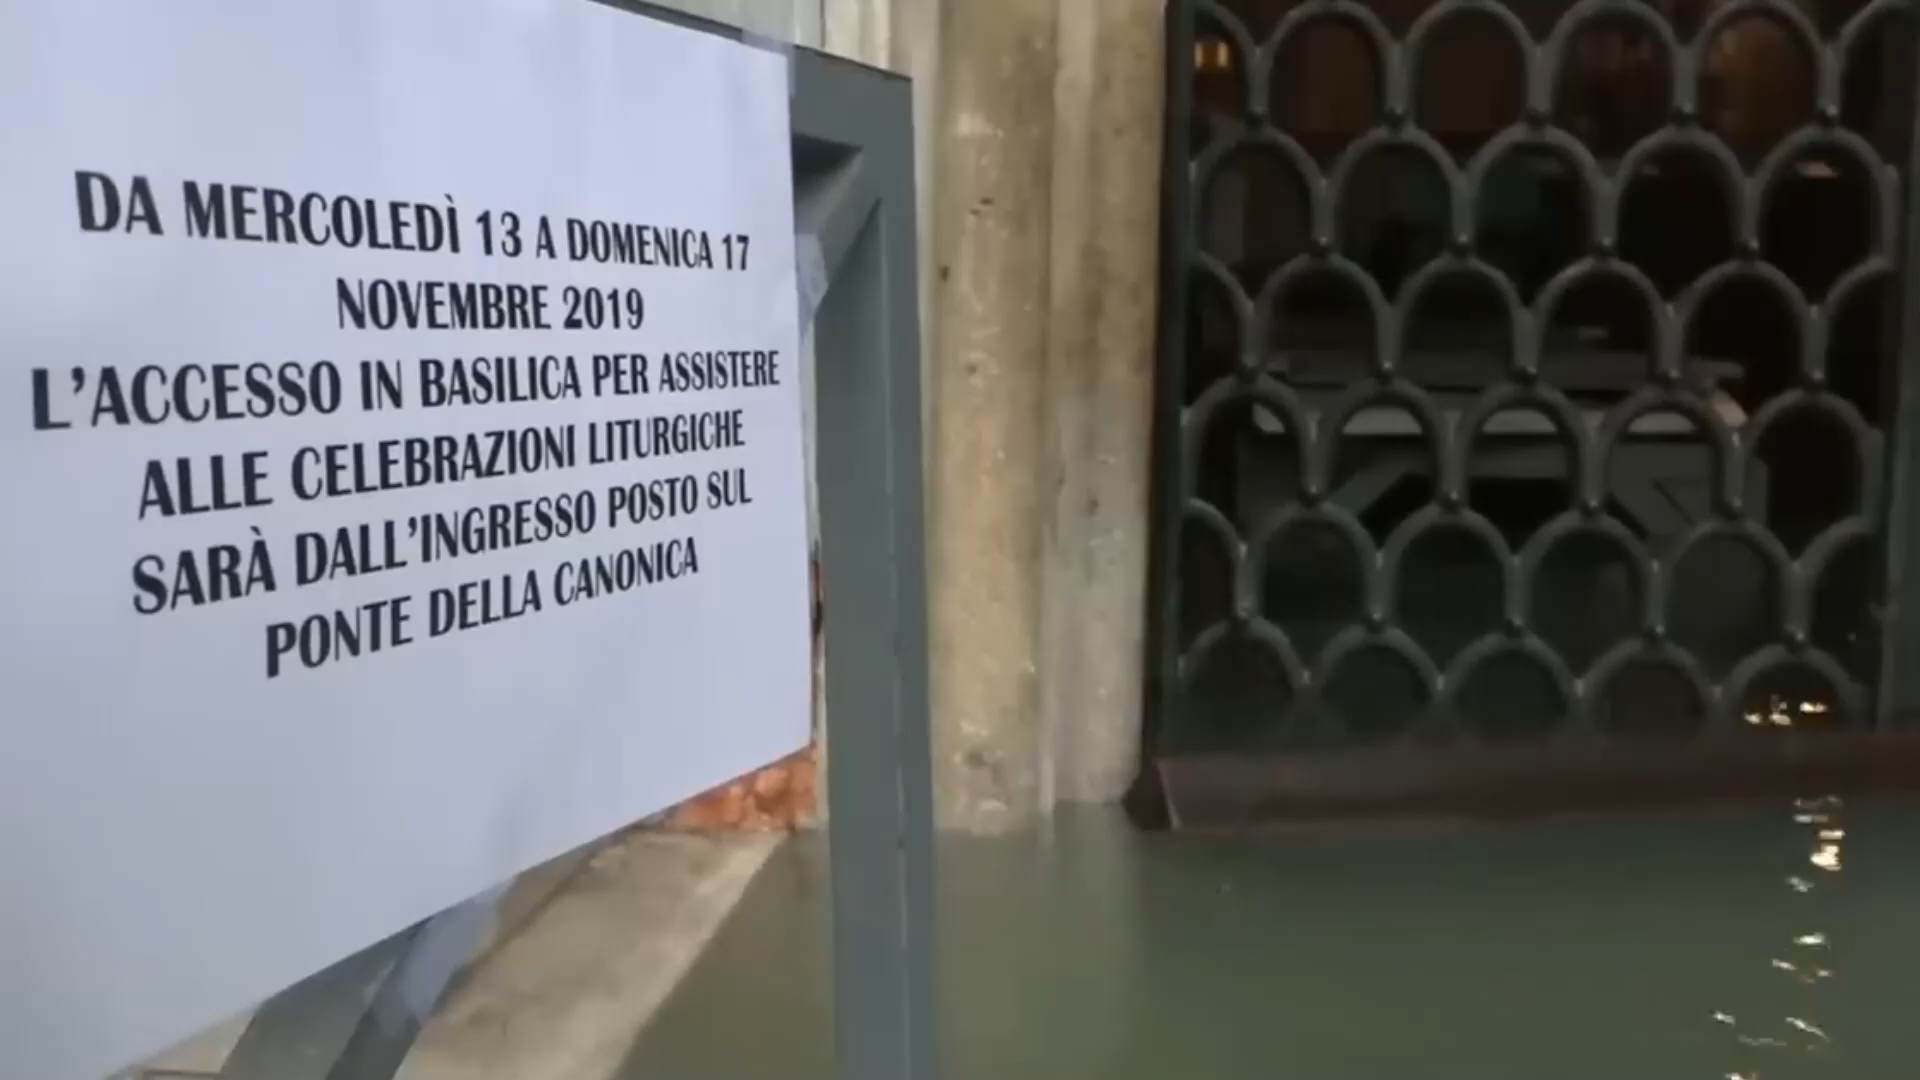 DA MERCOLEDÌ 13 A DOMENICA 17
NOVEMBRE 2019
L'ACCESSO IN BASILICA PER ASSISTERE
ALLE CELEBRAZIONI LITURGICHE
SARÀ DALL'INGRESSO POSTO SUL
PONTE DELLA CANONICA